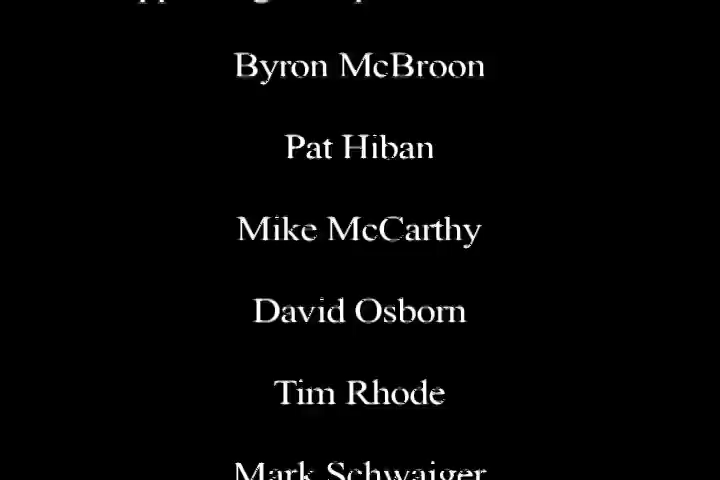 Byron McBroon
Pat Hiban
Mike McCarthy
David Osborn
Tim Rhode
Mark Schwaiger